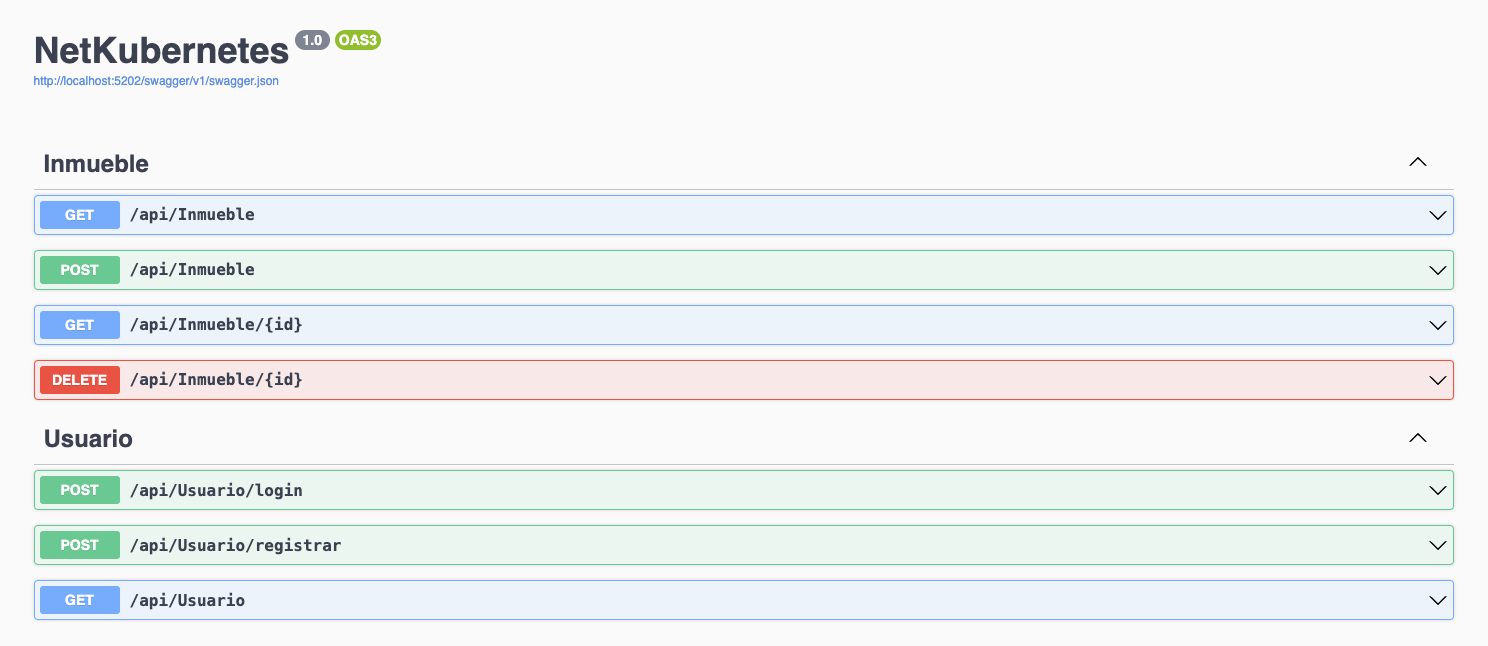 NetKubernetes 1.0 OAS3
http://localhost:5202/swagger/v1/swagger.json
Inmueble
GET /api/Inmueble
POST /api/Inmueble
GET /api/Inmueble/{id}
DELETE /api/Inmueble/{id}
Usuario
POST /api/Usuario/login
POST /api/Usuario/registrar
GET /api/Usuario